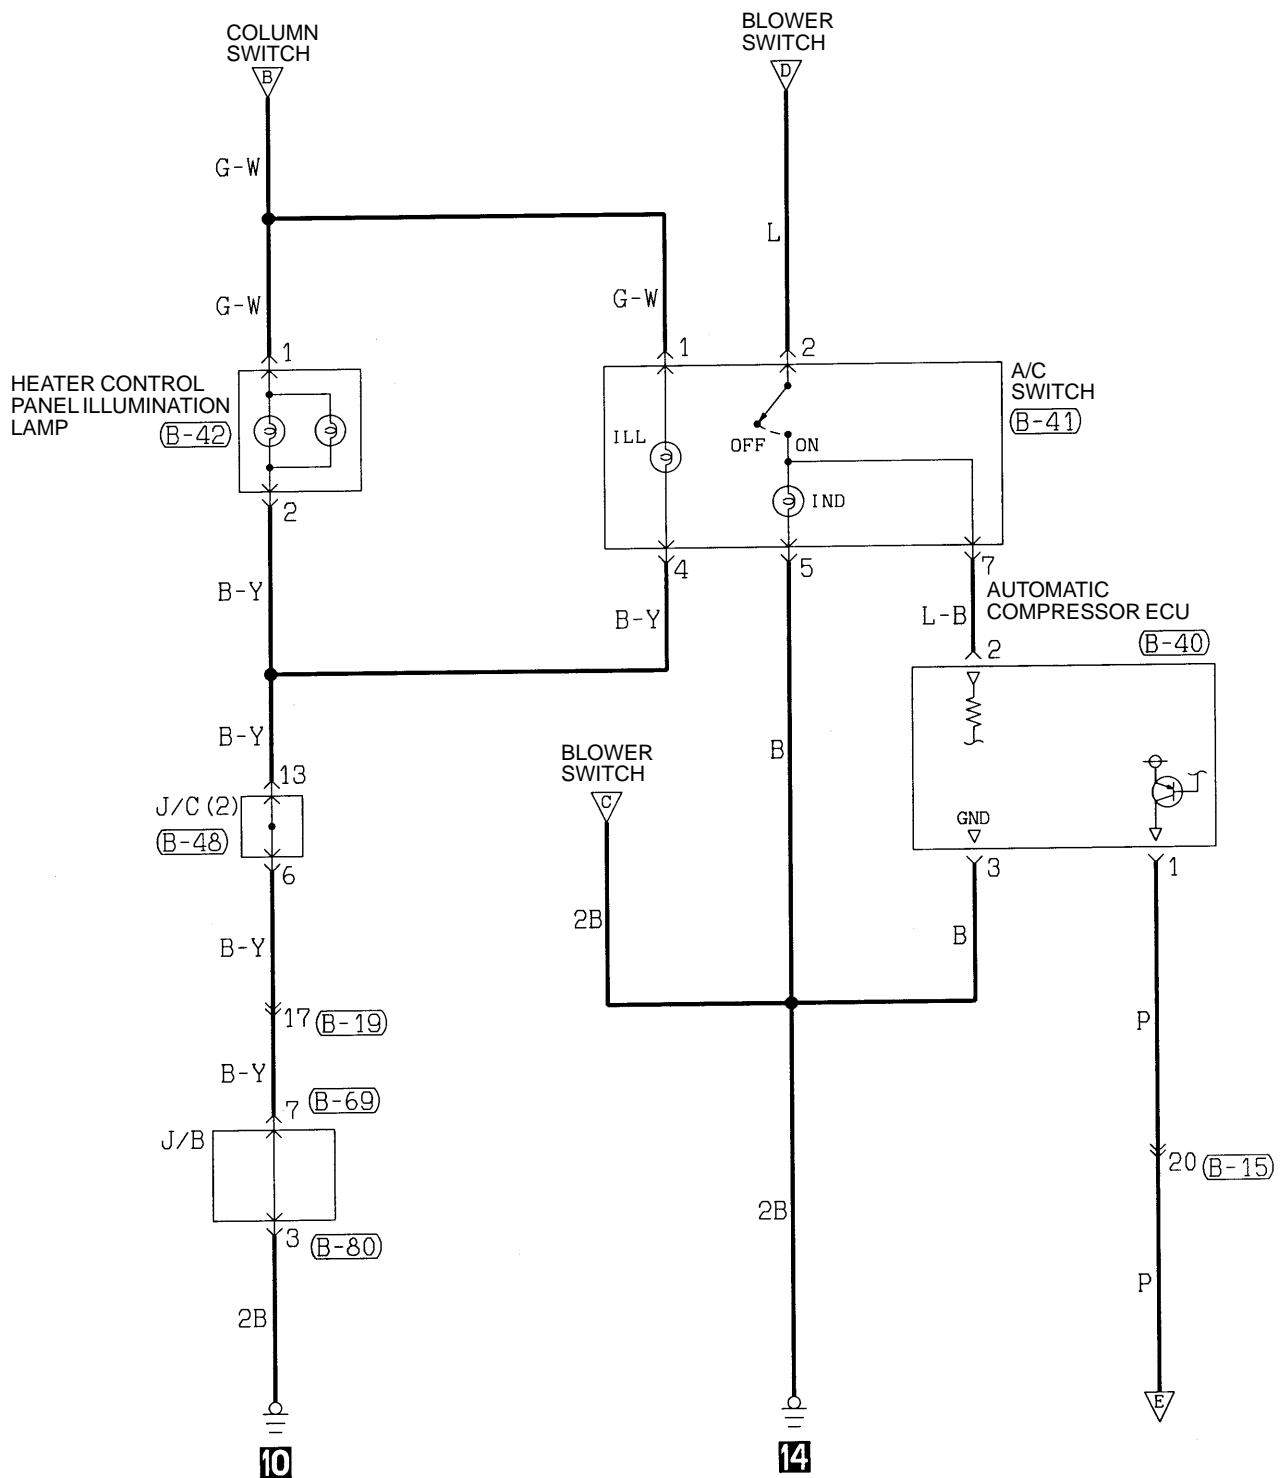 COLUMN
SWITCH
B
BLOWER
SWITCH
D
G-W
L
G-W
G-W
1
1
2
HEATER CONTROL
PANEL ILLUMINATION
LAMP
B-42
A/C
SWITCH
B-41
ILL
OFF
ON
IND
2
4
5
7
B-Y
B-Y
L-B
AUTOMATIC
COMPRESSOR ECU
B-40
2
B-Y
B
BLOWER
SWITCH
C
13
J/C (2)
B-48
6
GND
3
1
2B
B
B-Y
17
B-19
P
B-Y
7
B-69
J/B
20
B-15
3
B-80
2B
2B
P
E
10
14